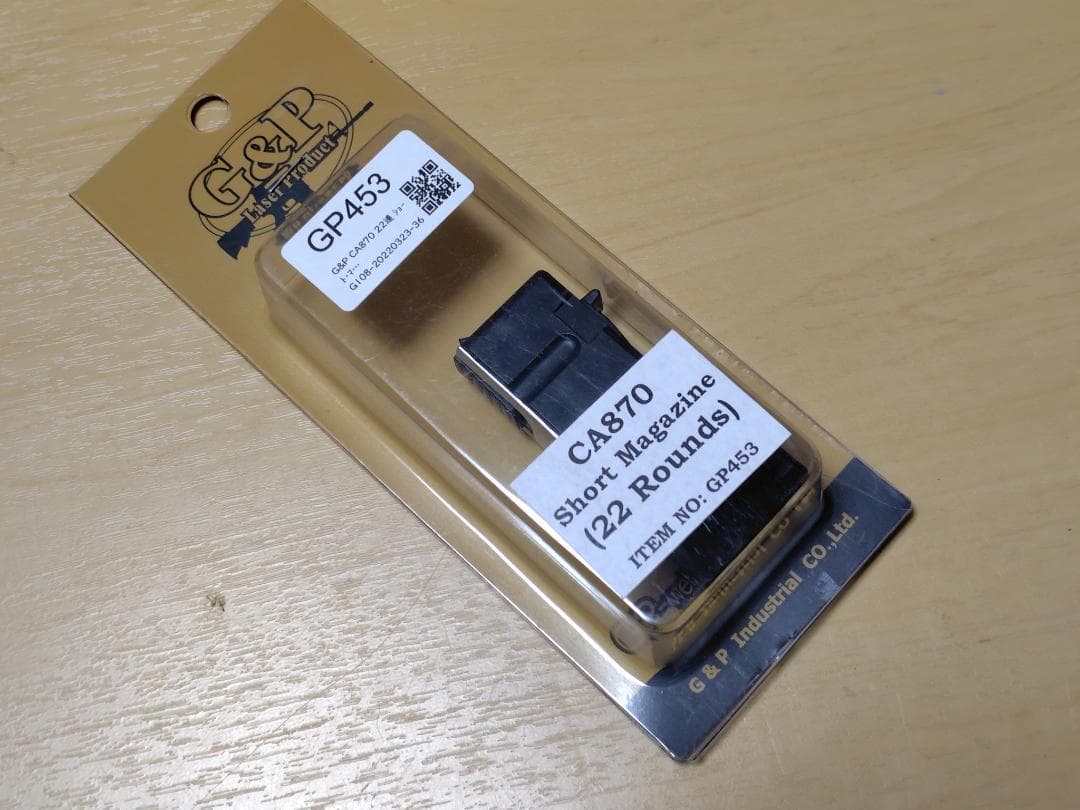 G&P
Laser Product
GP453
G&P CA870 22連 ショー
ト マ…
G108-20220323-36
CA870
Short Magazine
(22 Rounds)
ITEM NO: GP453
G & P Industrial CO.,Ltd.